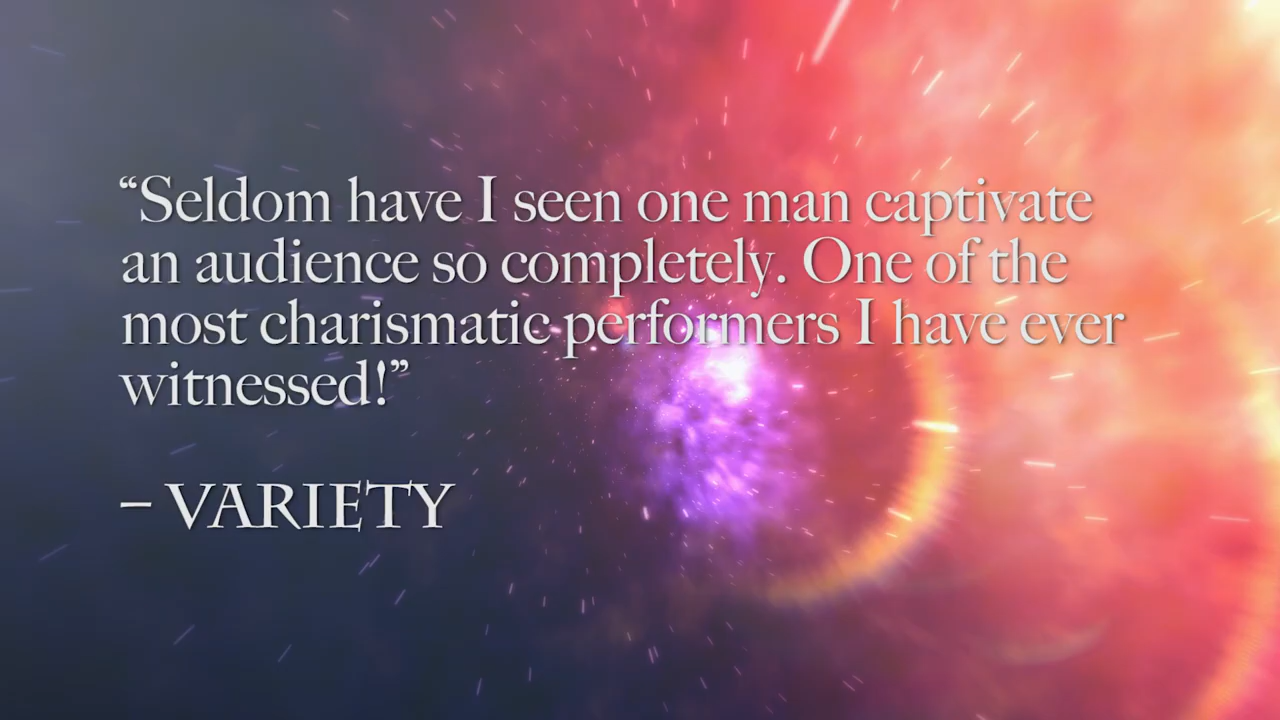 “Seldom have I seen one man captivate
an audience so completely. One of the
most charismatic performers I have ever
witnessed!”
– VARIETY